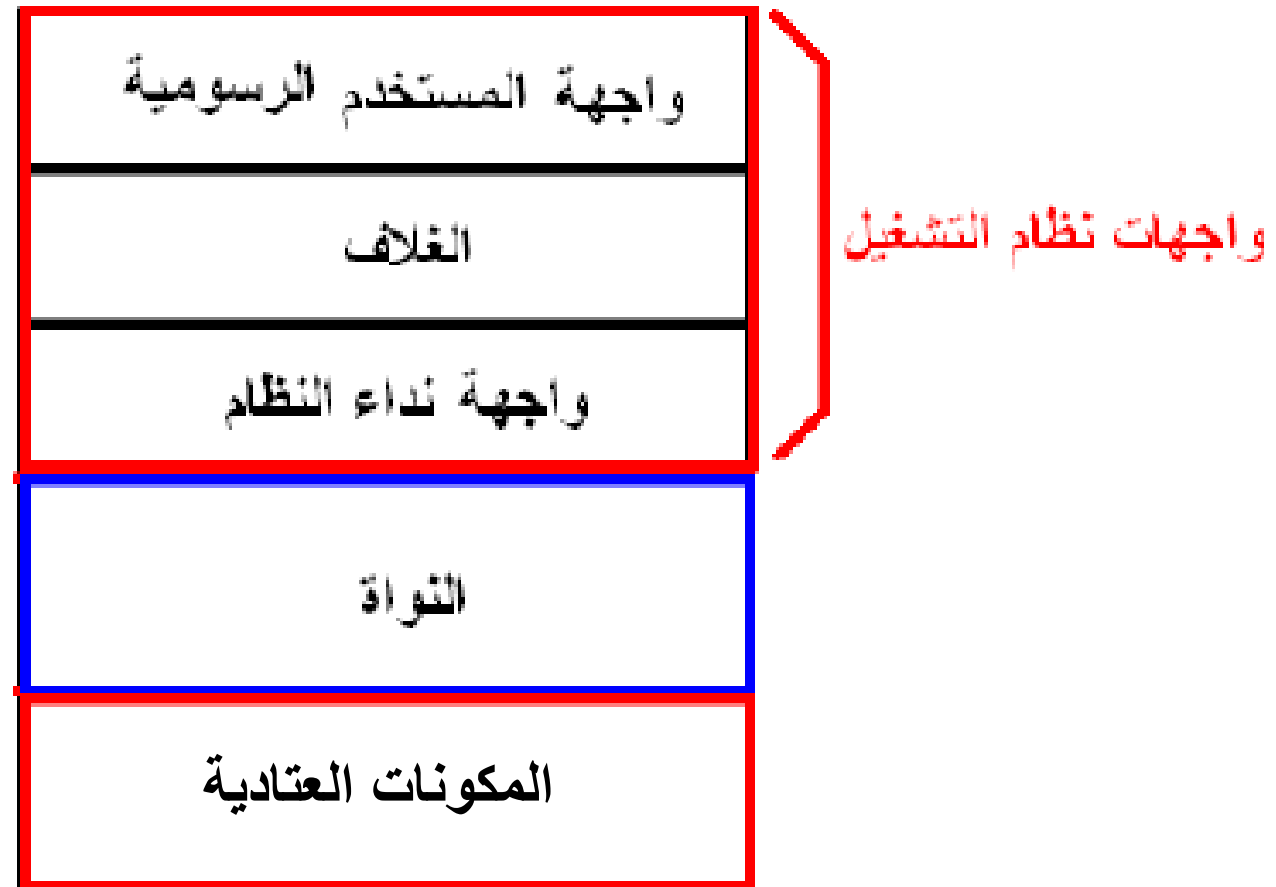 واجهة المستخدم الرسومية
الغلاف
واجهات نظام التشغيل
واجهة نداء النظام
النواة
المكونات العتادية